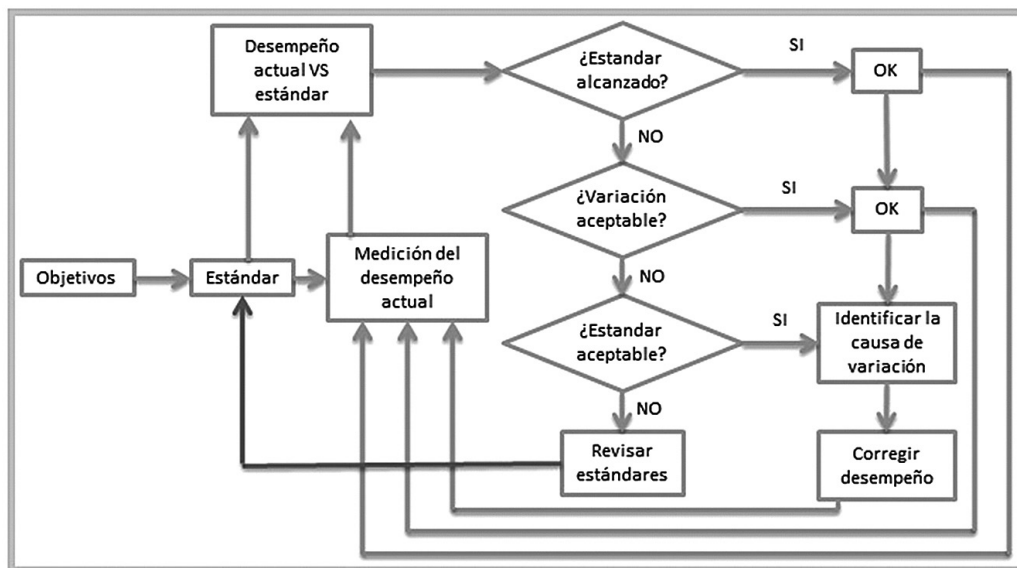 Desempeño
actual VS
estándar
¿Estandar
alcanzado?
SI
OK
NO
¿Variación
aceptable?
SI
OK
Objetivos
Estándar
Medición del
desempeño
actual
NO
¿Estandar
aceptable?
SI
Identificar la
causa de
variación
NO
Revisar
estándares
Corregir
desempeño